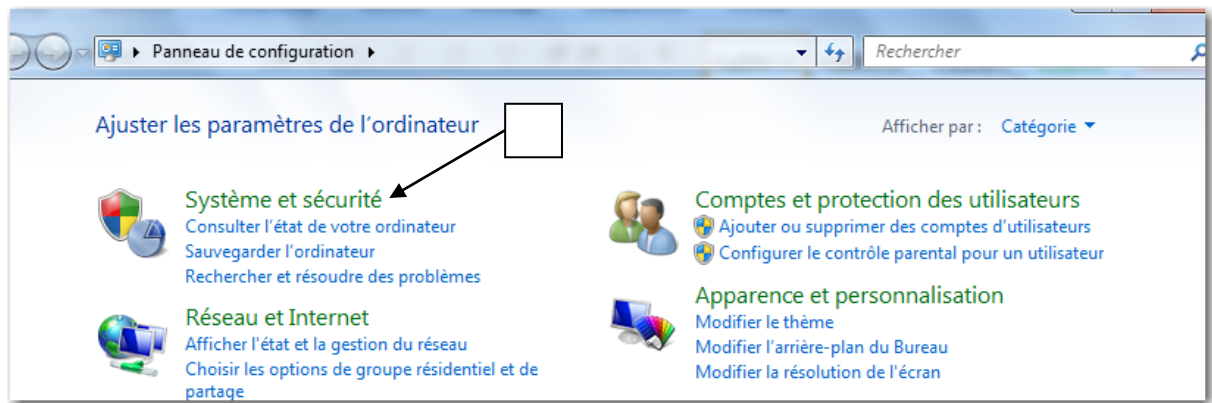 Panneau de configuration
Rechercher
Ajuster les paramètres de l'ordinateur
Afficher par : Catégorie
Système et sécurité
Consulter l'état de votre ordinateur
Sauvegarder l'ordinateur
Rechercher et résoudre des problèmes
Réseau et Internet
Afficher l'état et la gestion du réseau
Choisir les options de groupe résidentiel et de
partage
Comptes et protection des utilisateurs
Ajouter ou supprimer des comptes d'utilisateurs
Configurer le contrôle parental pour un utilisateur
Apparence et personnalisation
Modifier le thème
Modifier l'arrière-plan du Bureau
Modifier la résolution de l'écran